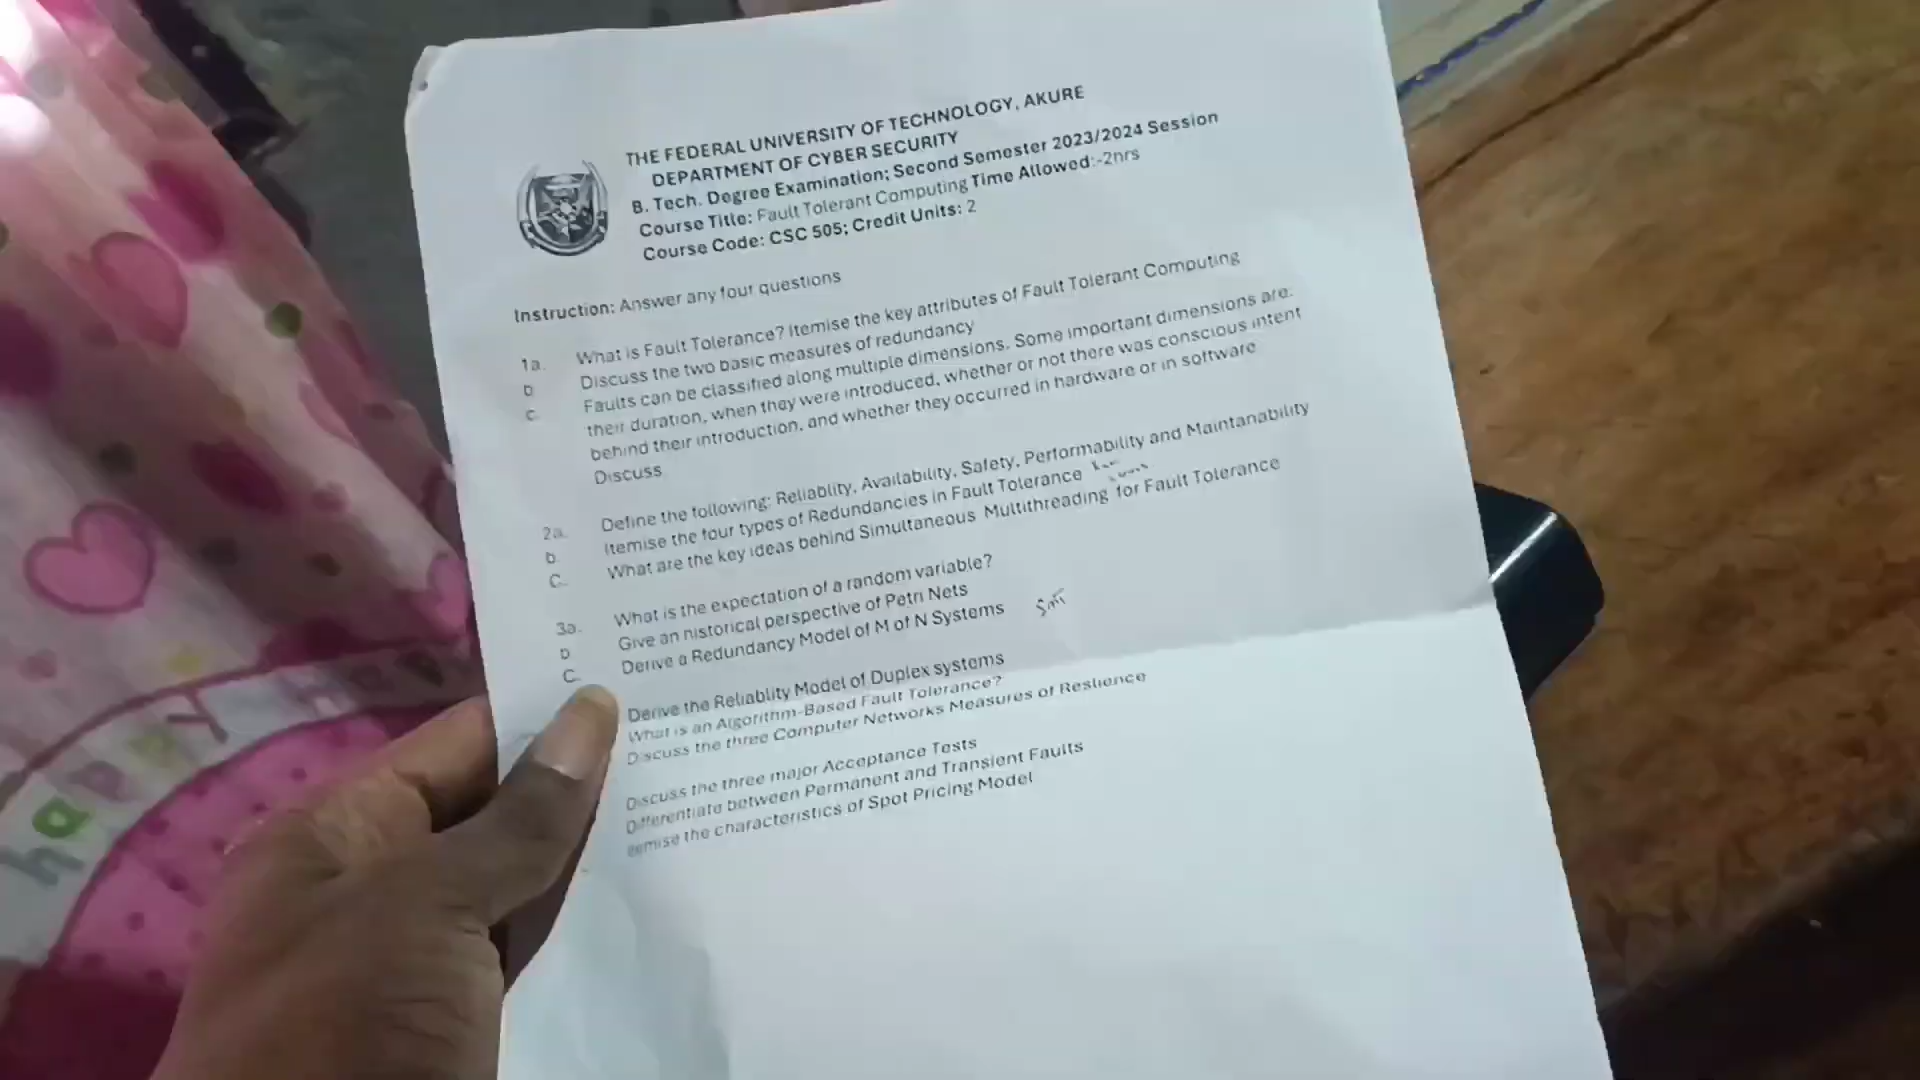 THE FEDERAL UNIVERSITY OF TECHNOLOGY, AKURE
DEPARTMENT OF CYBER SECURITY
B. Tech. Degree Examination; Second Semester 2023/2024 Session
Course Title: Fault Tolerant Computing Time Allowed:-2hrs
Course Code: CSC 505; Credit Units: 2
Instruction: Answer any four questions
1a. What is Fault Tolerance? Itemise the key attributes of Fault Tolerant Computing
b Discuss the two basic measures of redundancy
c. Faults can be classified along multiple dimensions. Some important dimensions are:
their duration, when they were introduced, whether or not there was conscious intent
behind their introduction, and whether they occurred in hardware or in software.
Discuss
2a. Define the following: Reliablity, Availability, Safety, Performability and Maintanability
b. Itemise the four types of Redundancies in Fault Tolerance
C. What are the key ideas behind Simultaneous Multithreading for Fault Tolerance
3a. What is the expectation of a random variable?
b Give an historical perspective of Petri Nets
C. Derive a Redundancy Model of M of N Systems
Derive the Reliablity Model of Duplex systems
What is an Algorithm-Based Fault Tolerance?
Discuss the three Computer Networks Measures of Reslience
Discuss the three major Acceptance Tests
Differentiate between Permanent and Transient Faults
temise the characteristics of Spot Pricing Model